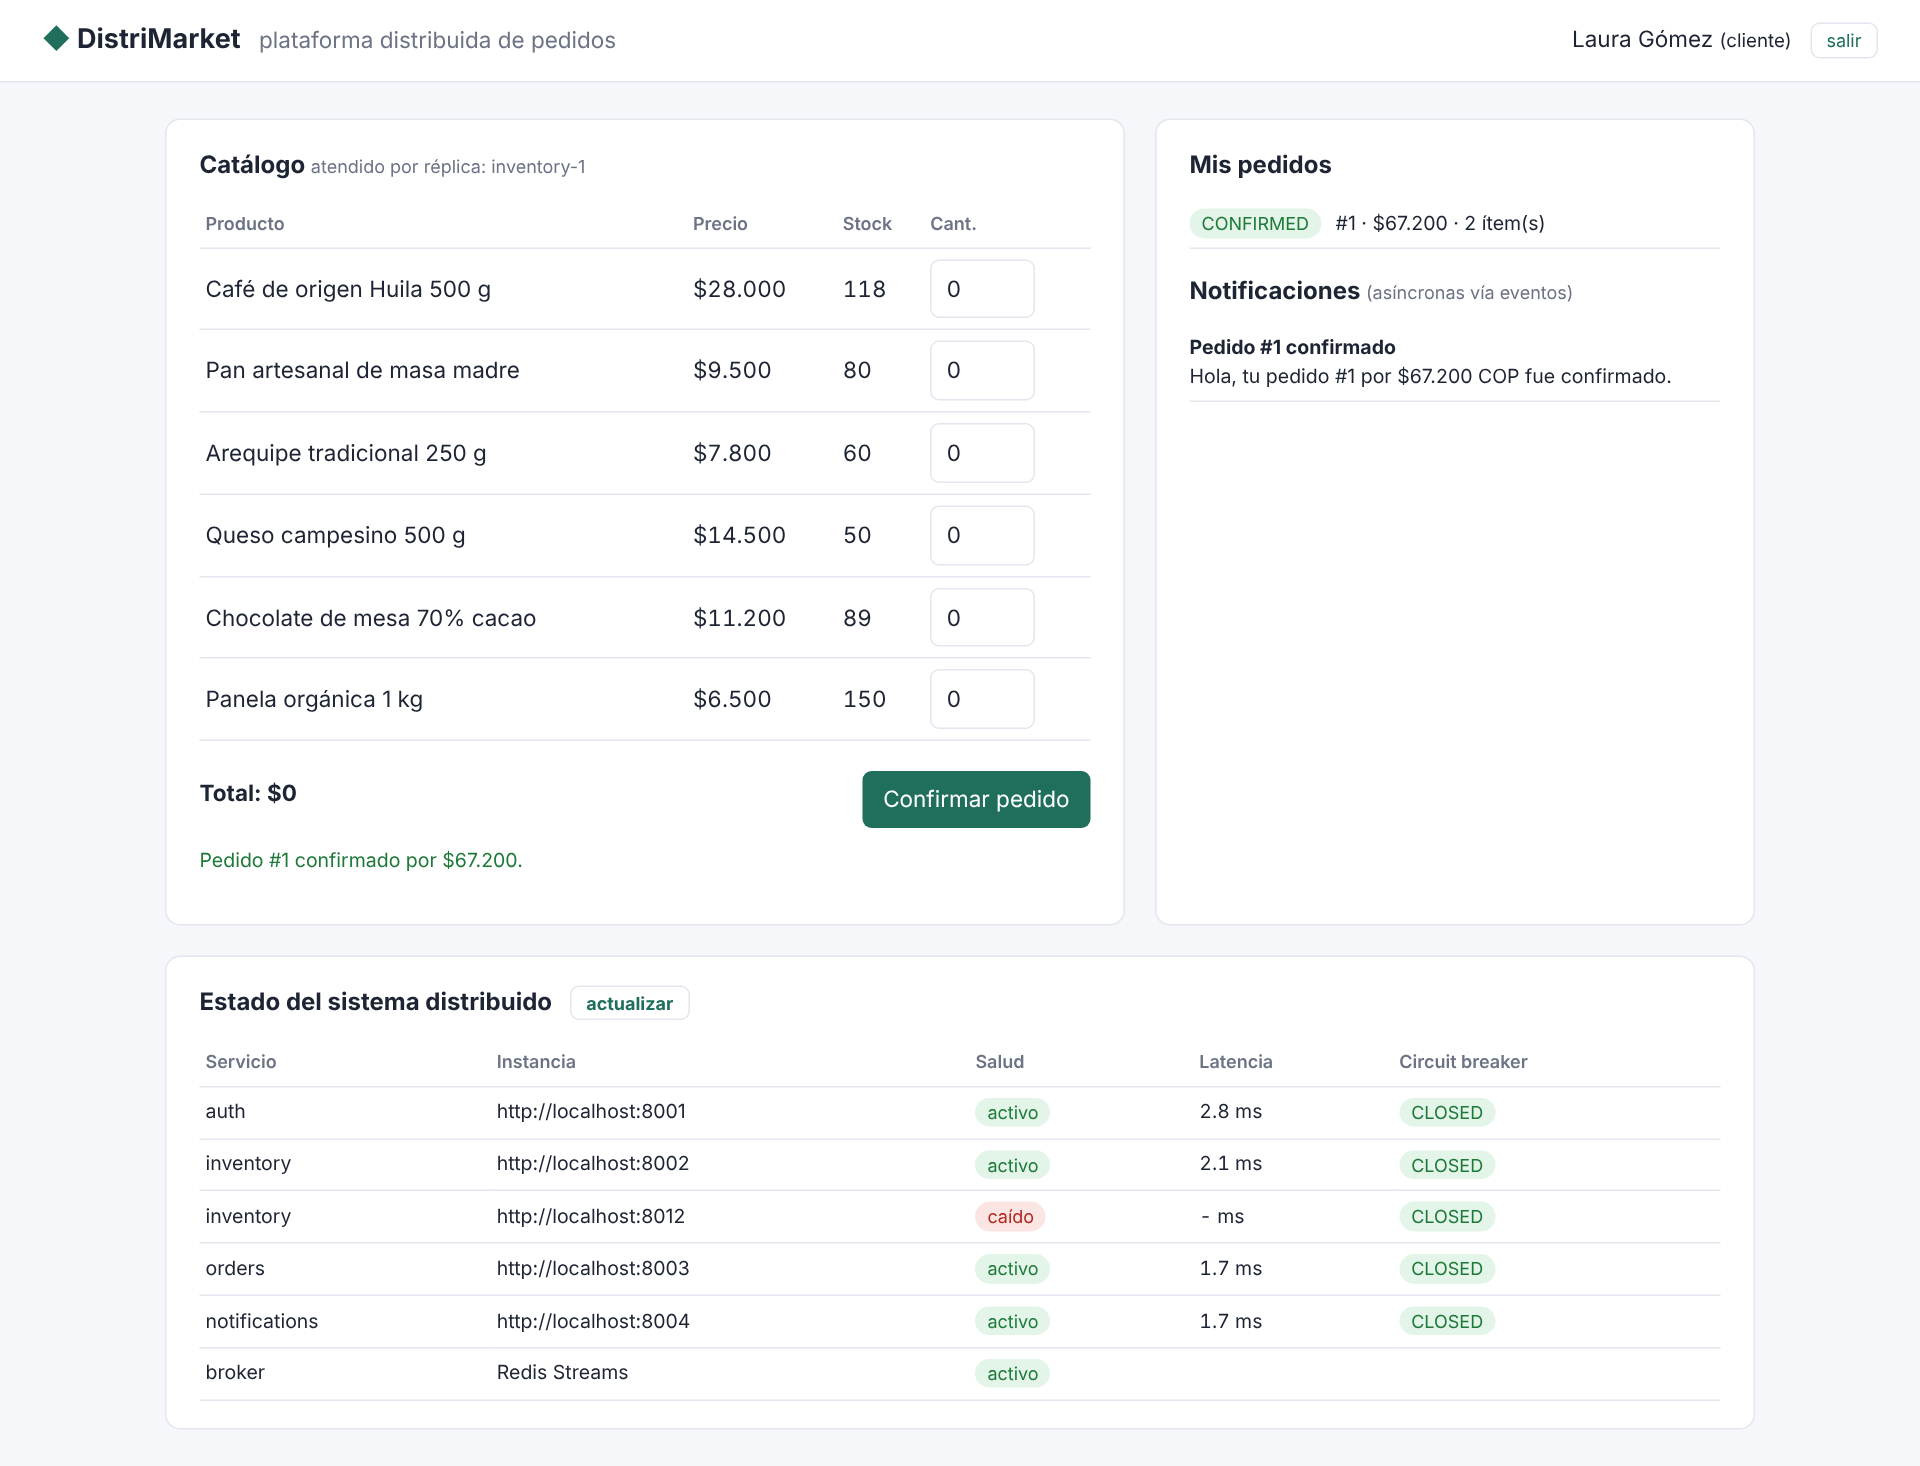 DistriMarket plataforma distribuida de pedidos
Laura Gómez (cliente) salir
Catálogo atendido por réplica: inventory-1
Producto Precio Stock Cant.
Café de origen Huila 500 g $28.000 118 0
Pan artesanal de masa madre $9.500 80 0
Arequipe tradicional 250 g $7.800 60 0
Queso campesino 500 g $14.500 50 0
Chocolate de mesa 70% cacao $11.200 89 0
Panela orgánica 1 kg $6.500 150 0
Total: $0 Confirmar pedido
Pedido #1 confirmado por $67.200.
Mis pedidos
CONFIRMED #1 · $67.200 · 2 ítem(s)
Notificaciones (asíncronas vía eventos)
Pedido #1 confirmado
Hola, tu pedido #1 por $67.200 COP fue confirmado.
Estado del sistema distribuido actualizar
Servicio Instancia Salud Latencia Circuit breaker
auth http://localhost:8001 activo 2.8 ms CLOSED
inventory http://localhost:8002 activo 2.1 ms CLOSED
inventory http://localhost:8012 caído - ms CLOSED
orders http://localhost:8003 activo 1.7 ms CLOSED
notifications http://localhost:8004 activo 1.7 ms CLOSED
broker Redis Streams activo